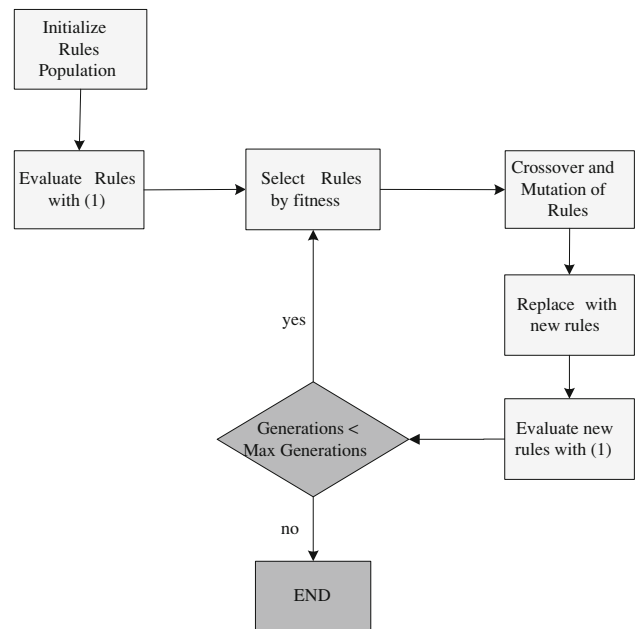 Initialize
Rules
Population
Evaluate Rules
with (1)
Select Rules
by fitness
Crossover and
Mutation of
Rules
Replace with
new rules
Evaluate new
rules with (1)
Generations <
Max Generations
yes
no
END